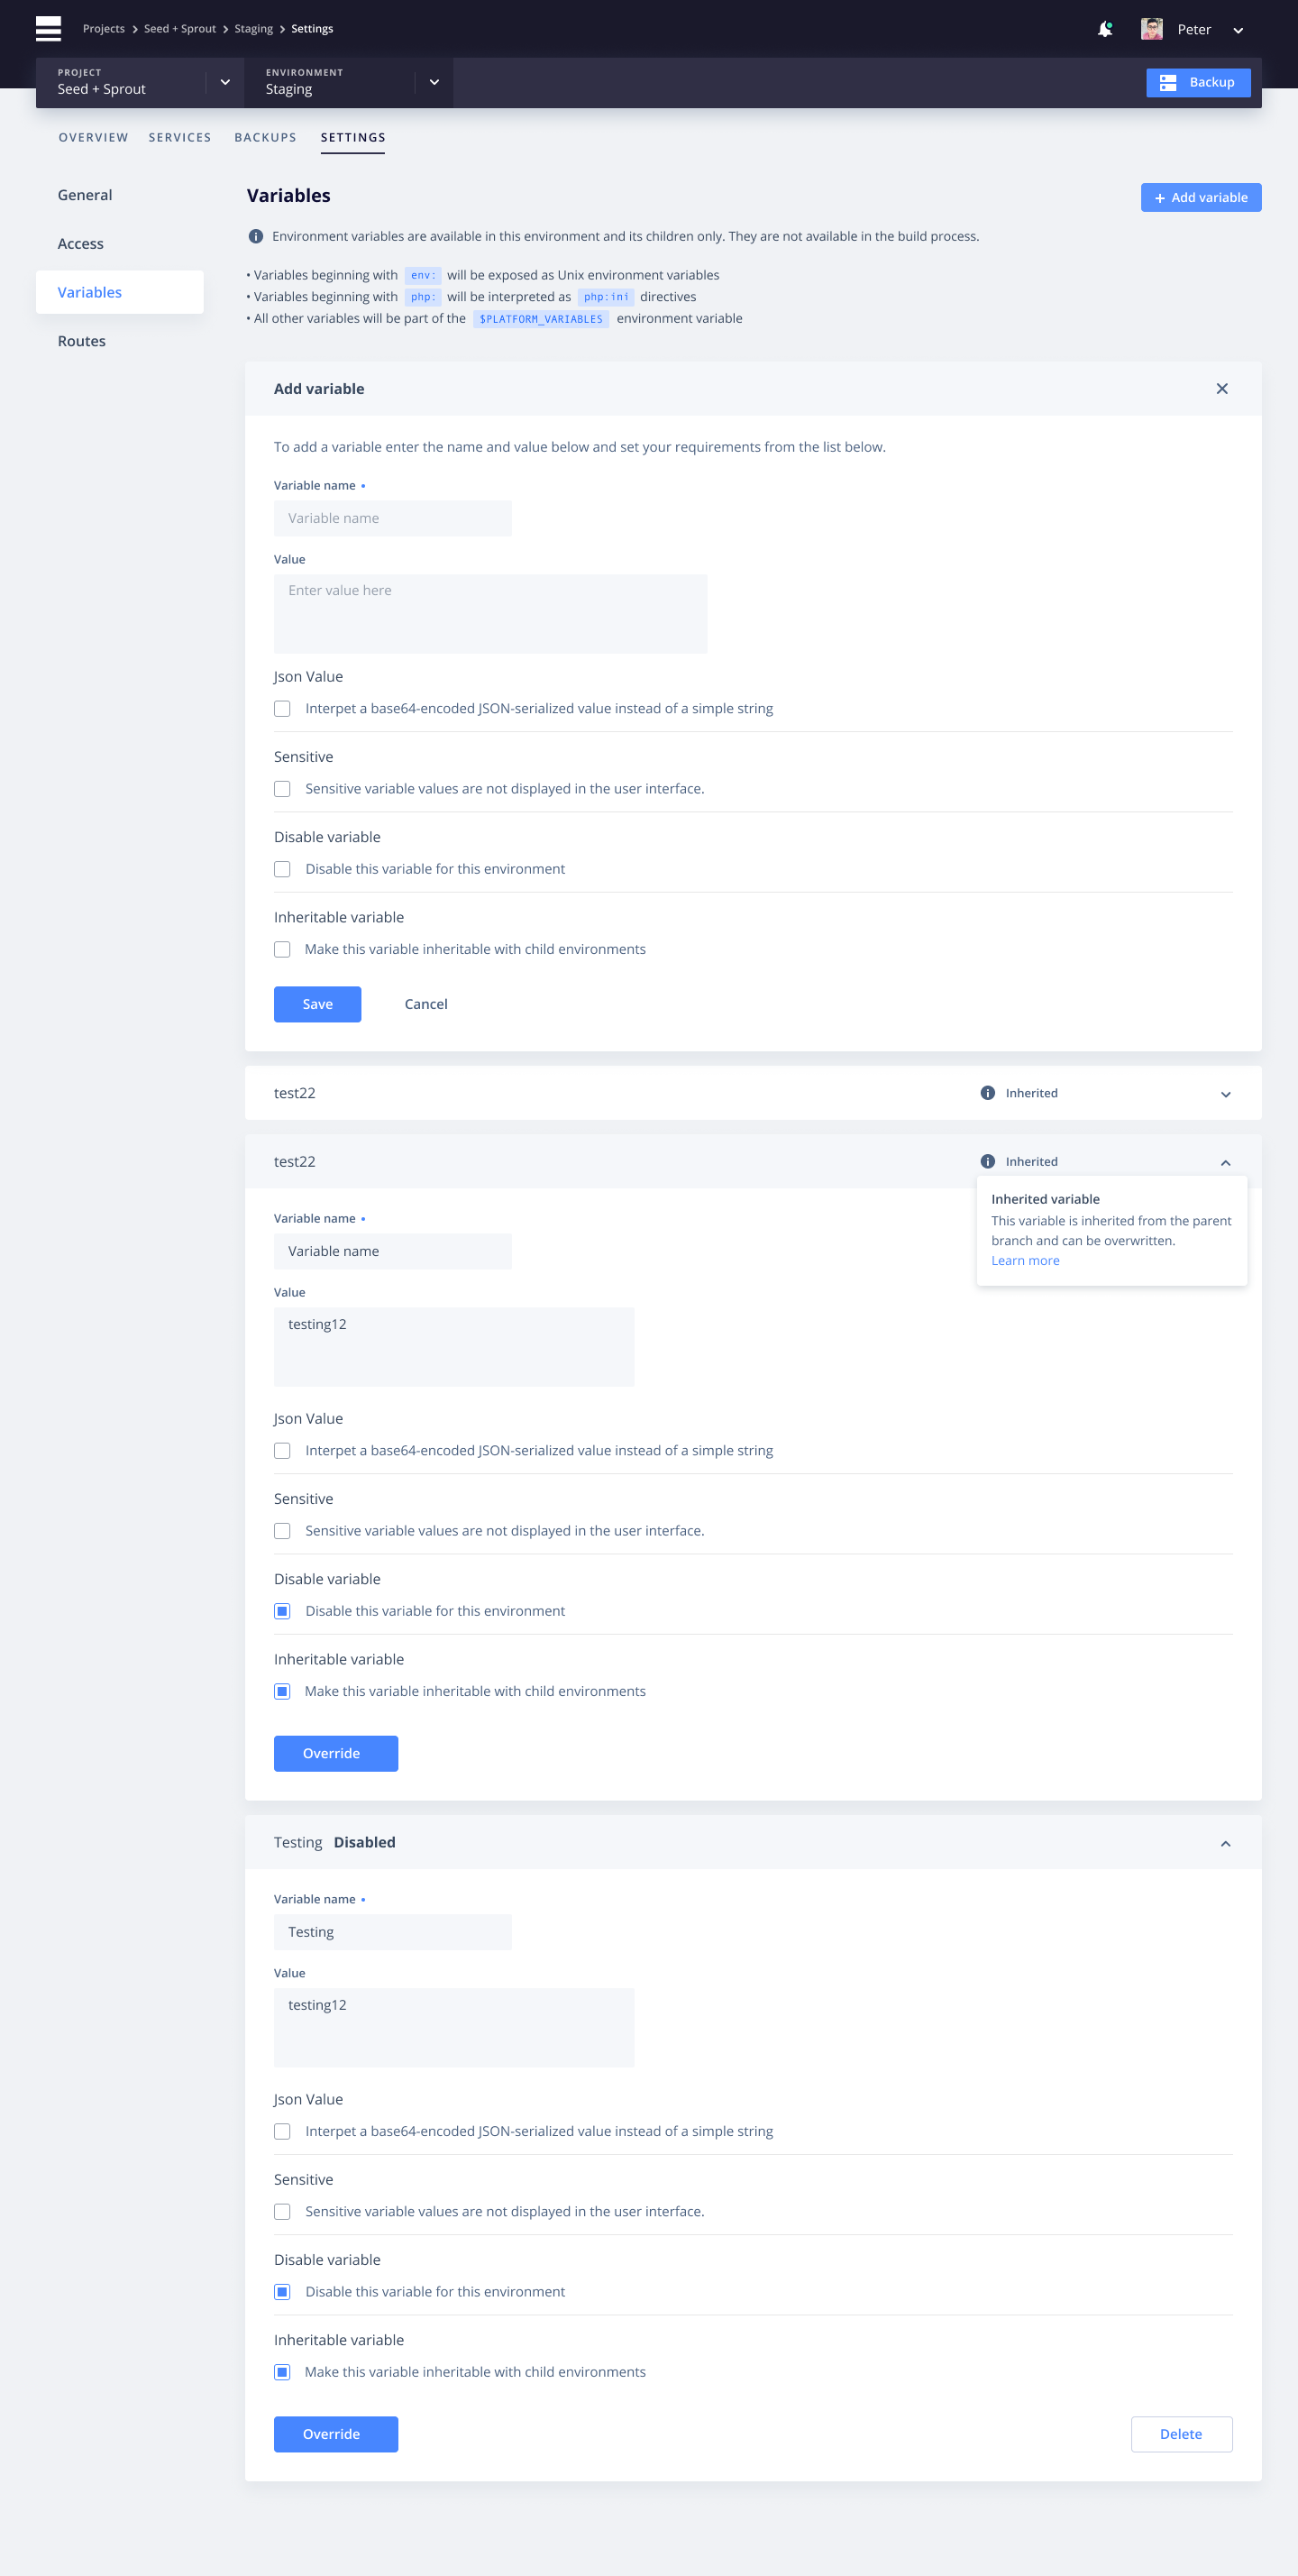 Projects > Seed + Sprout > Staging > Settings
Peter
PROJECT
Seed + Sprout
ENVIRONMENT
Staging
Backup
OVERVIEW SERVICES BACKUPS SETTINGS
General
Access
Variables
Routes
Variables
+ Add variable
Environment variables are available in this environment and its children only. They are not available in the build process.
• Variables beginning with env: will be exposed as Unix environment variables
• Variables beginning with php: will be interpreted as php:ini directives
• All other variables will be part of the $PLATFORM_VARIABLES environment variable
Add variable
To add a variable enter the name and value below and set your requirements from the list below.
Variable name
Variable name
Value
Enter value here
Json Value
Interpet a base64-encoded JSON-serialized value instead of a simple string
Sensitive
Sensitive variable values are not displayed in the user interface.
Disable variable
Disable this variable for this environment
Inheritable variable
Make this variable inheritable with child environments
Save Cancel
test22 Inherited
test22 Inherited
Inherited variable
This variable is inherited from the parent
branch and can be overwritten.
Learn more
Variable name
Variable name
Value
testing12
Json Value
Interpet a base64-encoded JSON-serialized value instead of a simple string
Sensitive
Sensitive variable values are not displayed in the user interface.
Disable variable
Disable this variable for this environment
Inheritable variable
Make this variable inheritable with child environments
Override
Testing Disabled
Variable name
Testing
Value
testing12
Json Value
Interpet a base64-encoded JSON-serialized value instead of a simple string
Sensitive
Sensitive variable values are not displayed in the user interface.
Disable variable
Disable this variable for this environment
Inheritable variable
Make this variable inheritable with child environments
Override Delete